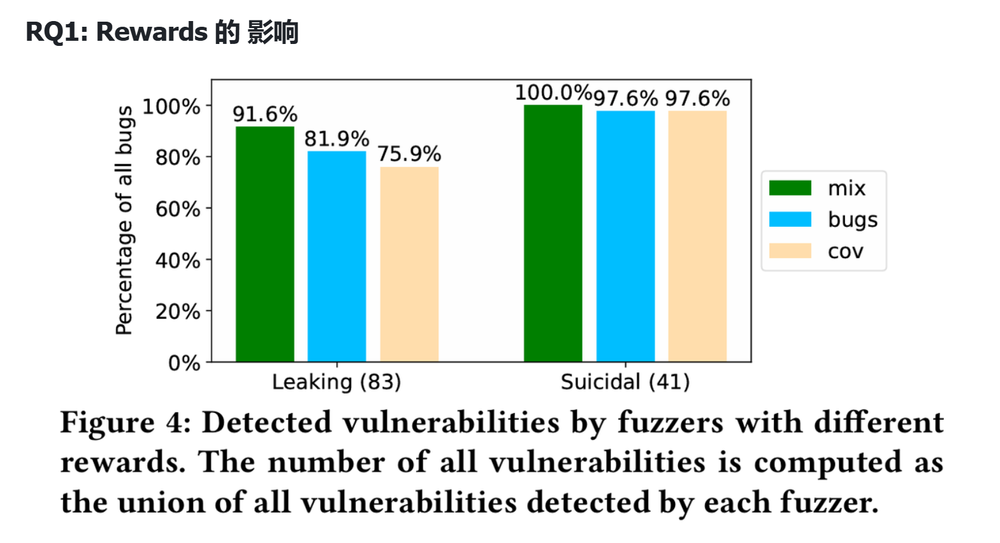 RQ1: Rewards 的 影响
Percentage of all bugs
100%
80%
60%
40%
20%
0%
91.6%
81.9%
75.9%
100.0%
97.6%
97.6%
Leaking (83)
Suicidal (41)
mix
bugs
cov
Figure 4: Detected vulnerabilities by fuzzers with different
rewards. The number of all vulnerabilities is computed as
the union of all vulnerabilities detected by each fuzzer.